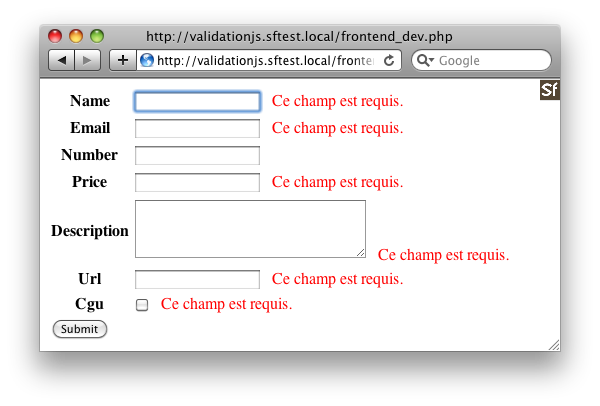 http://validationjs.sftest.local/frontend_dev.php
http://validationjs.sftest.local/fronten
Google
Sf
Name Ce champ est requis.
Email Ce champ est requis.
Number
Price Ce champ est requis.
Description Ce champ est requis.
Url Ce champ est requis.
Cgu Ce champ est requis.
Submit